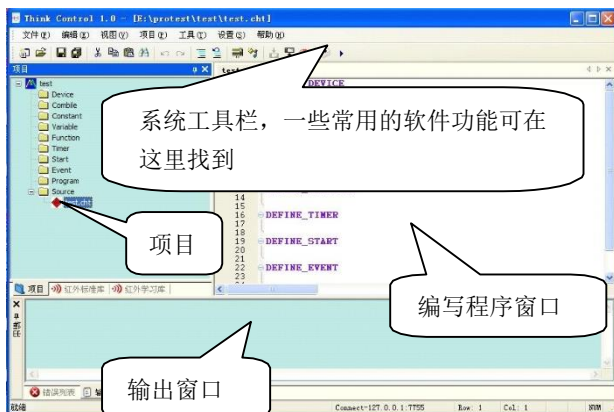 Think Control 1.0 - [E:\protest\test\test.cht]
文件(F) 编辑(E) 视图(V) 项目(P) 工具(T) 设置(S) 帮助(H)
项目
test
Device
Combile
Constant
Variable
Function
Timer
Start
Event
Program
Source
test.cht
DEVICE
系统工具栏，一些常用的软件功能可在
这里找到
14
15
16 DEFINE_TIMER
17
18
19 DEFINE_START
20
21
22 DEFINE_EVENT
23
项目
编写程序窗口
项目 红外标准库 红外学习库
输出窗口
错误列表
就绪 Connect-127.0.0.1:7755 Row: 1 Col: 1 NUM